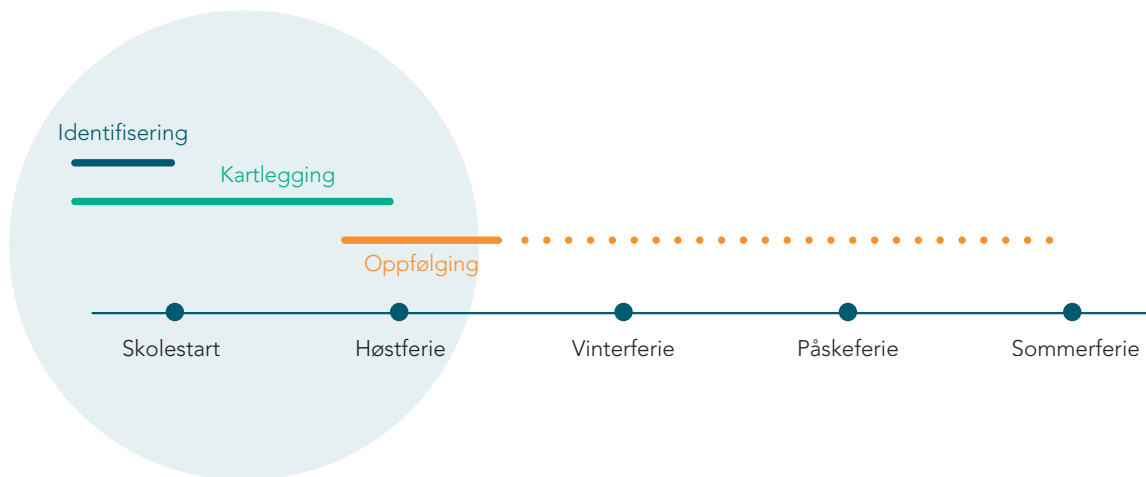 Identifisering
Kartlegging
Oppfølging
Skolestart
Høstferie
Vinterferie
Påskeferie
Sommerferie